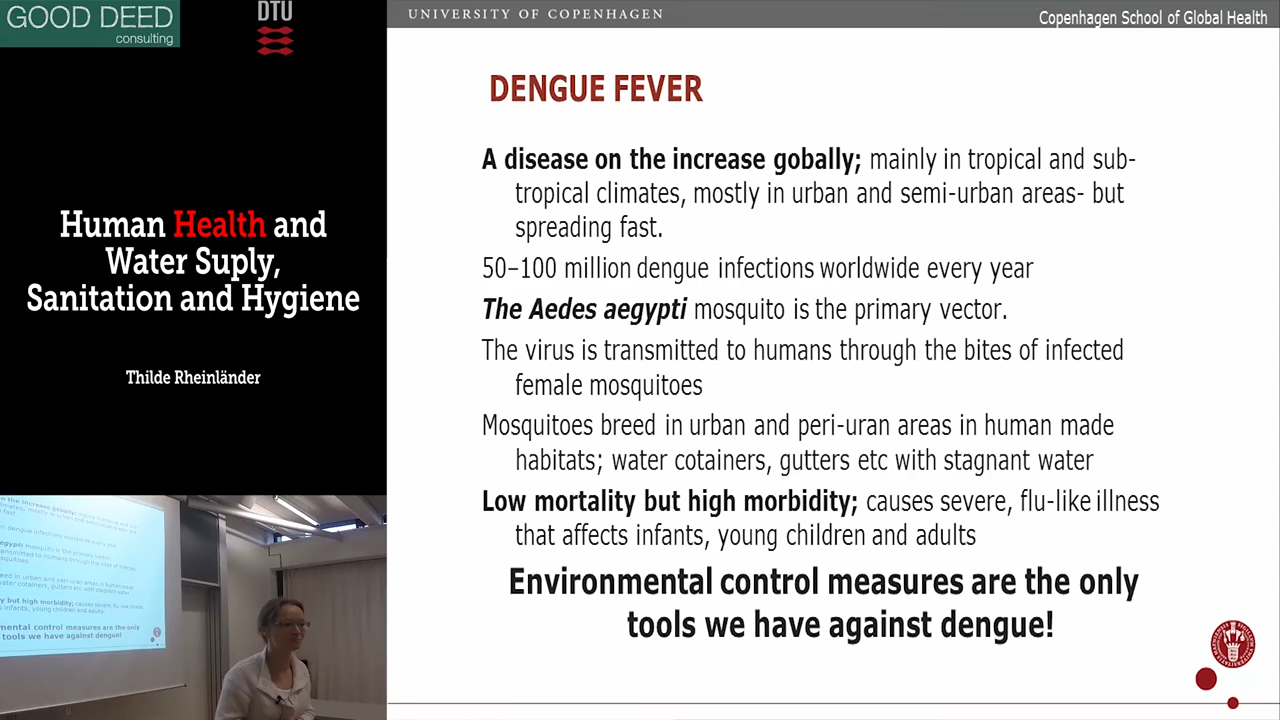 GOOD DEED
consulting
DTU
UNIVERSITY OF COPENHAGEN
Copenhagen School of Global Health
Human Health and
Water Suply,
Sanitation and Hygiene
Thilde Rheinländer
DENGUE FEVER
A disease on the increase gobally; mainly in tropical and sub-
tropical climates, mostly in urban and semi-urban areas- but
spreading fast.
50–100 million dengue infections worldwide every year
The Aedes aegypti mosquito is the primary vector.
The virus is transmitted to humans through the bites of infected
female mosquitoes
Mosquitoes breed in urban and peri-uran areas in human made
habitats; water cotainers, gutters etc with stagnant water
Low mortality but high morbidity; causes severe, flu-like illness
that affects infants, young children and adults
Environmental control measures are the only
tools we have against dengue!